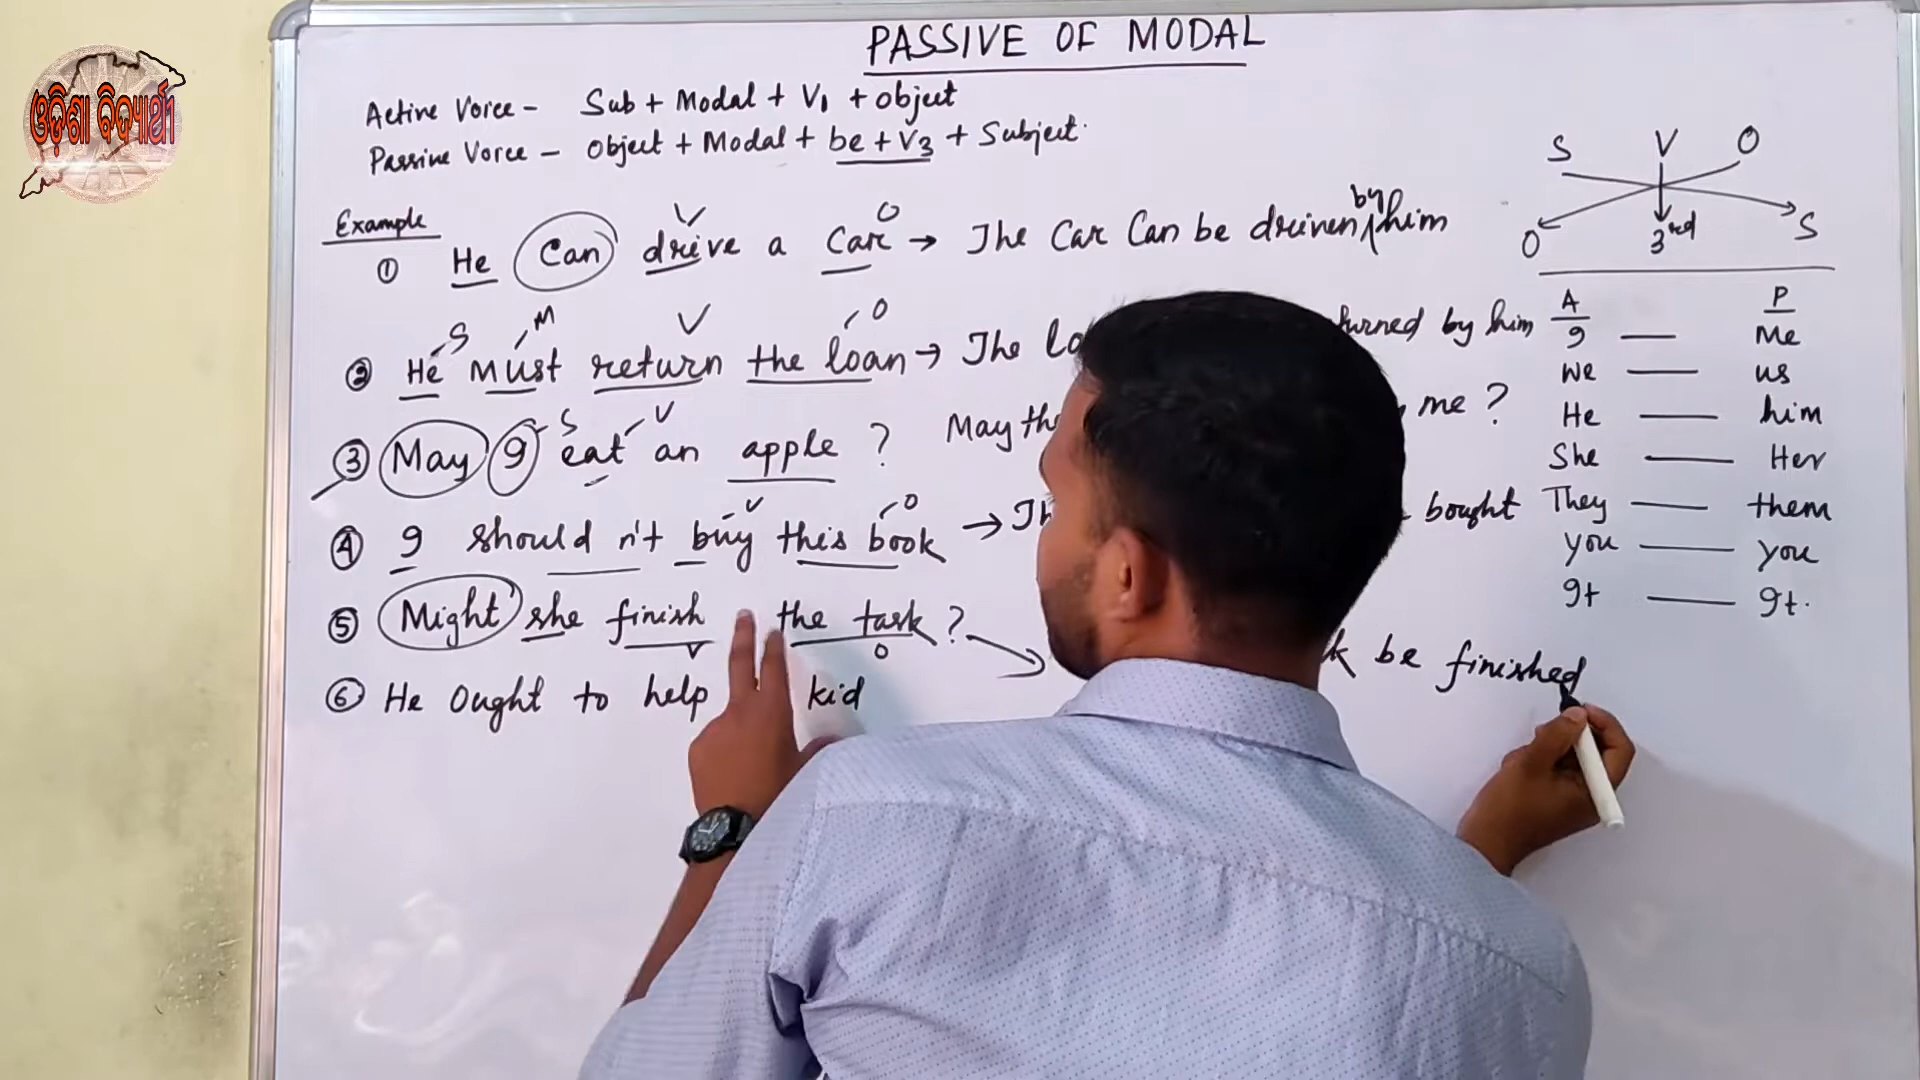 ଓଡ଼ିଶା ବିଦ୍ୟାର୍ଥୀ
PASSIVE OF MODAL
Active Voice - Sub + Modal + V1 + object
Passive Voice - Object + Modal + be + V3 + Subject.
Example
V O
① He Can drive a Car → The Car Can be driven by him
S M V O
② He must return the loan → The lo turned by him
S V
③ May I eat an apple ? May th me ?
V O
④ I should n't buy this book → Th bought
⑤ Might she finish the task ? → k be finished
V O
⑥ He Ought to help kid
S V O
O 3rd S
A P
I — Me
We — us
He — him
She — Her
They — them
you — you
It — It.